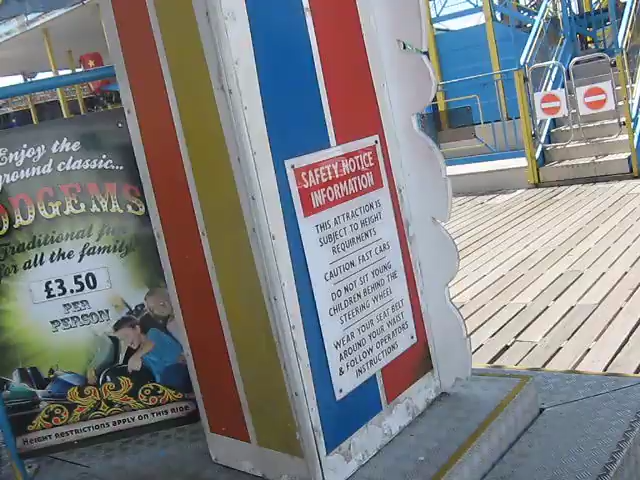 Enjoy the
ground classic...
ODGEMS
Traditional fun
for all the family
£3.50
PER
PERSON
HEIGHT RESTRICTIONS APPLY ON THIS RIDE
SAFETY NOTICE
INFORMATION
THIS ATTRACTION IS
SUBJECT TO HEIGHT
REQUIRMENTS
CAUTION, FAST CARS
DO NOT SIT YOUNG
CHILDREN BEHIND THE
STEERING WHEEL
WEAR YOUR SEAT BELT
AROUND YOUR WAIST
& FOLLOW OPERATORS
INSTRUCTIONS